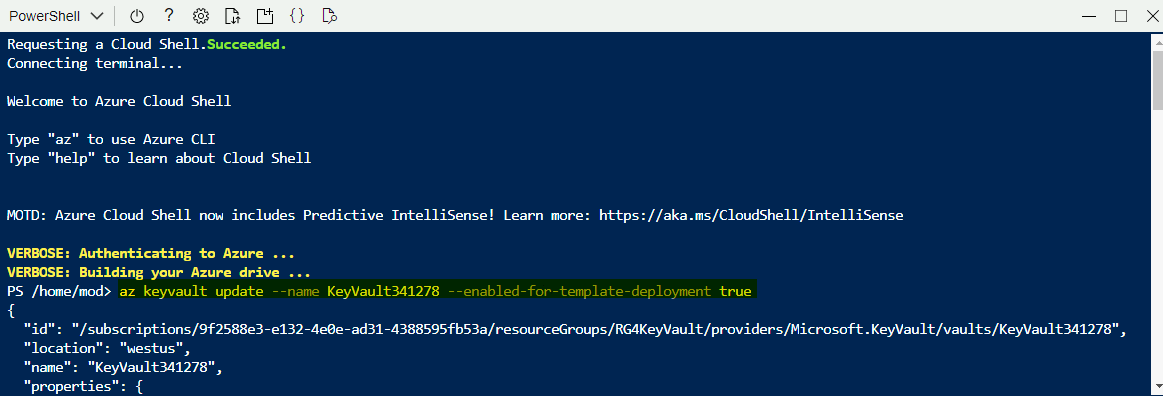 PowerShell
?
{}
Requesting a Cloud Shell.Succeeded.
Connecting terminal...
Welcome to Azure Cloud Shell
Type "az" to use Azure CLI
Type "help" to learn about Cloud Shell
MOTD: Azure Cloud Shell now includes Predictive IntelliSense! Learn more: https://aka.ms/CloudShell/IntelliSense
VERBOSE: Authenticating to Azure ...
VERBOSE: Building your Azure drive ...
PS /home/mod> az keyvault update --name KeyVault341278 --enabled-for-template-deployment true
{
  "id": "/subscriptions/9f2588e3-e132-4e0e-ad31-4388595fb53a/resourceGroups/RG4KeyVault/providers/Microsoft.KeyVault/vaults/KeyVault341278",
  "location": "westus",
  "name": "KeyVault341278",
  "properties": {